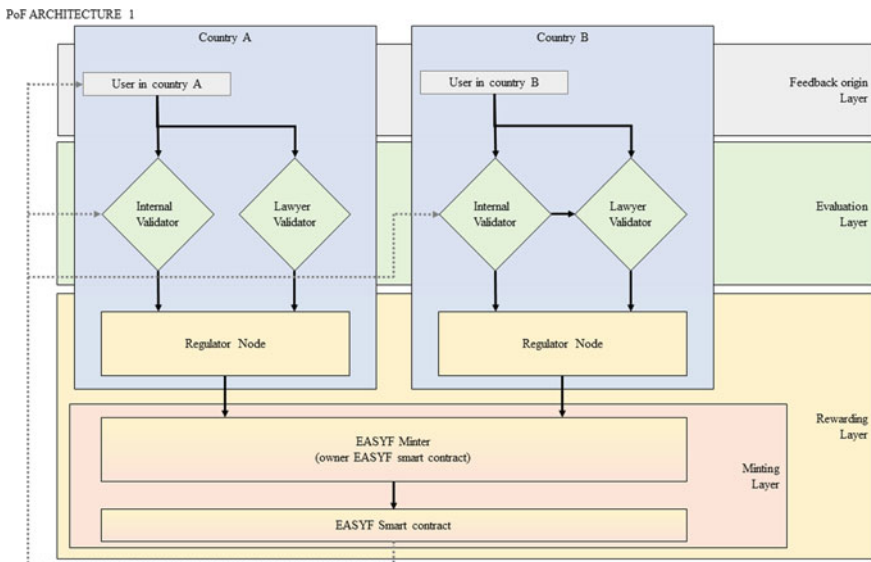 PoF ARCHITECTURE 1
Country A
Country B
User in country A
User in country B
Feedback origin
Layer
Internal
Validator
Lawyer
Validator
Internal
Validator
Lawyer
Validator
Evaluation
Layer
Regulator Node
Regulator Node
Rewarding
Layer
EASYF Minter
(owner EASYF smart contract)
Minting
Layer
EASYF Smart contract